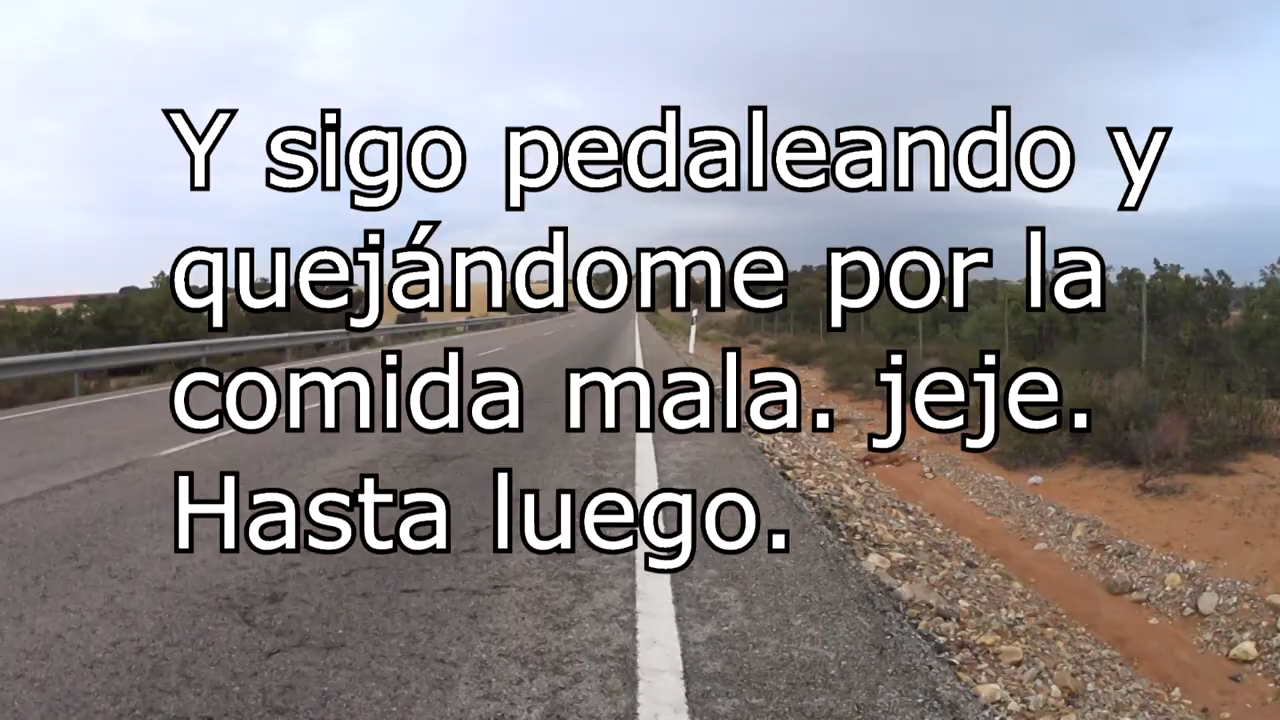 Y sigo pedaleando y
quejándome por la
comida mala. jeje.
Hasta luego.